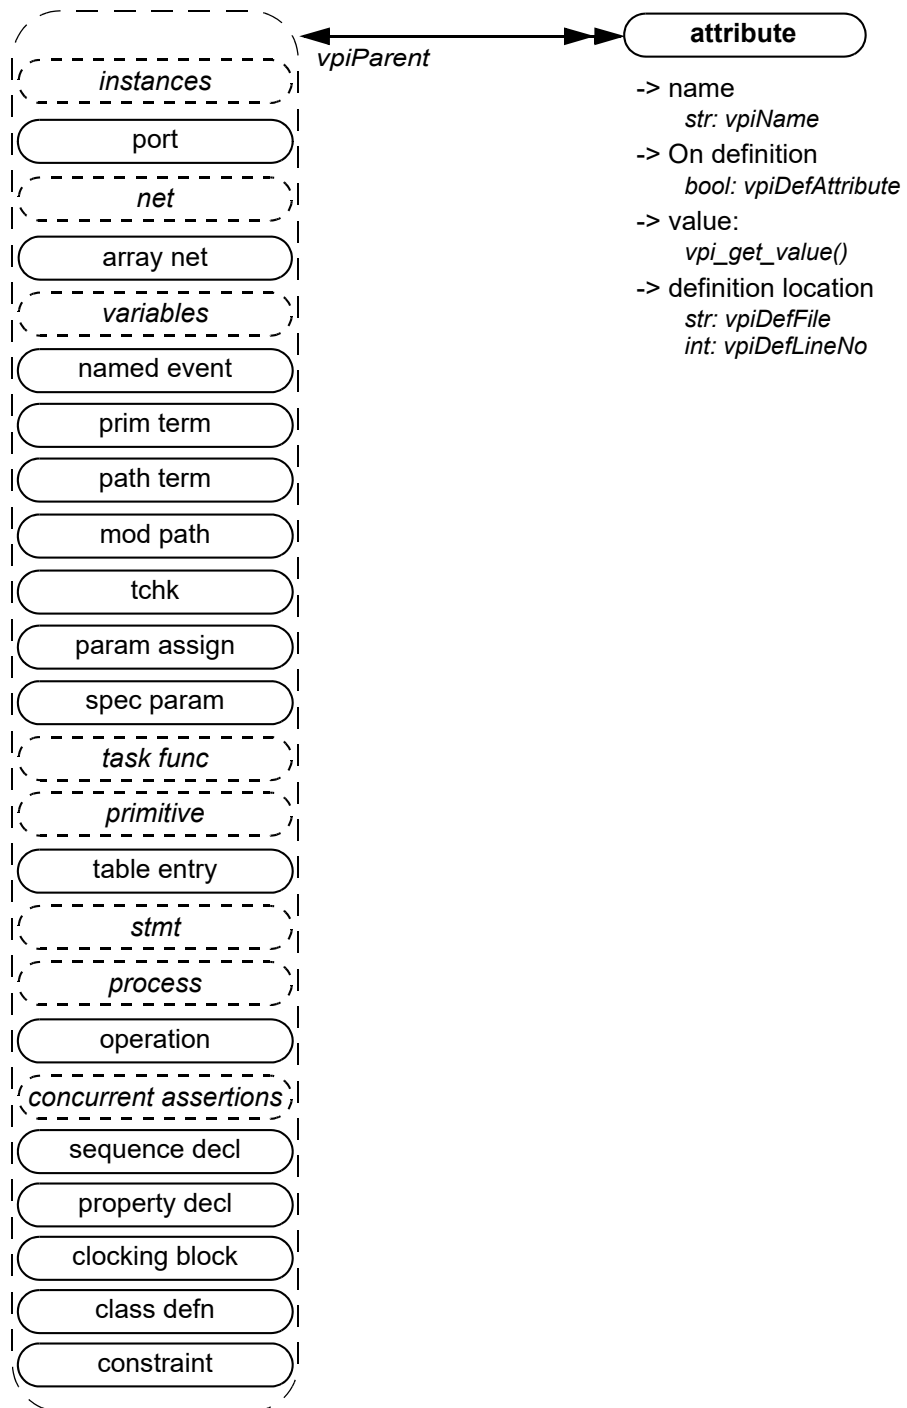 vpiParent
instances
port
net
array net
variables
named event
prim term
path term
mod path
tchk
param assign
spec param
task func
primitive
table entry
stmt
process
operation
concurrent assertions
sequence decl
property decl
clocking block
class defn
constraint
attribute
-> name
str: vpiName
-> On definition
bool: vpiDefAttribute
-> value:
vpi_get_value()
-> definition location
str: vpiDefFile
int: vpiDefLineNo